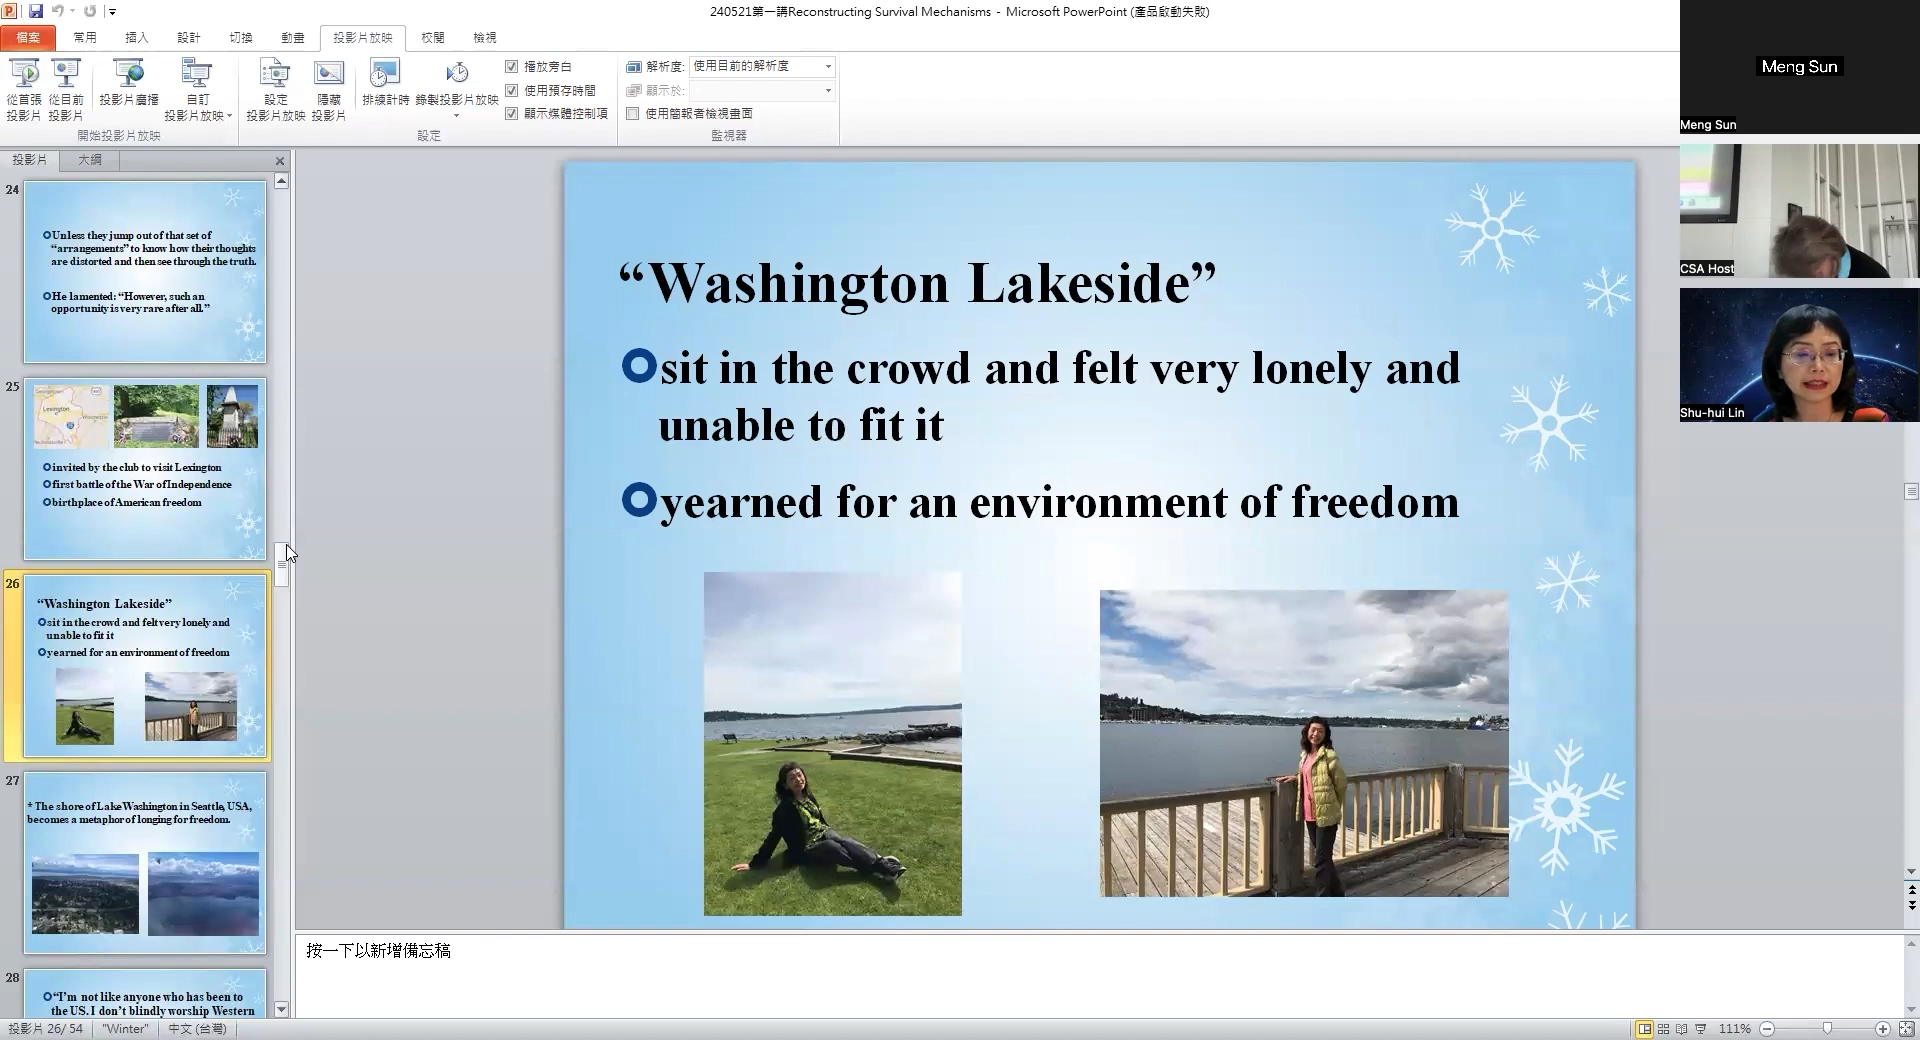 240521第一講Reconstructing Survival Mechanisms - Microsoft PowerPoint (產品啟動失敗)
檔案 常用 插入 設計 切換 動畫 投影片放映 校閱 檢視
從首張投影片
從目前投影片
投影片廣播
自訂投影片放映
開始投影片放映
設定投影片放映
隱藏投影片
排練計時
錄製投影片放映
播放旁白
使用預存時間
顯示媒體控制項
設定
解析度: 使用目前的解析度
顯示於:
使用簡報者檢視畫面
監視器
投影片 大綱
24
Unless they jump out of that set of
“arrangements” to know how their thoughts
are distorted and then see through the truth.
He lamented: “However, such an
opportunity is very rare after all.”
25
Lexington
invited by the club to visit Lexington
first battle of the War of Independence
birthplace of American freedom
26
“Washington Lakeside”
sit in the crowd and felt very lonely and
unable to fit it
yearned for an environment of freedom
27
* The shore of Lake Washington in Seattle, USA,
becomes a metaphor of longing for freedom.
28
“I’m not like anyone who has been to
the US. I don’t blindly worship Western
“Washington Lakeside”
sit in the crowd and felt very lonely and
unable to fit it
yearned for an environment of freedom
按一下以新增備忘稿
Meng Sun
Meng Sun
CSA Host
Shu-hui Lin
投影片 26/ 54 "Winter" 中文 (台灣) 111%